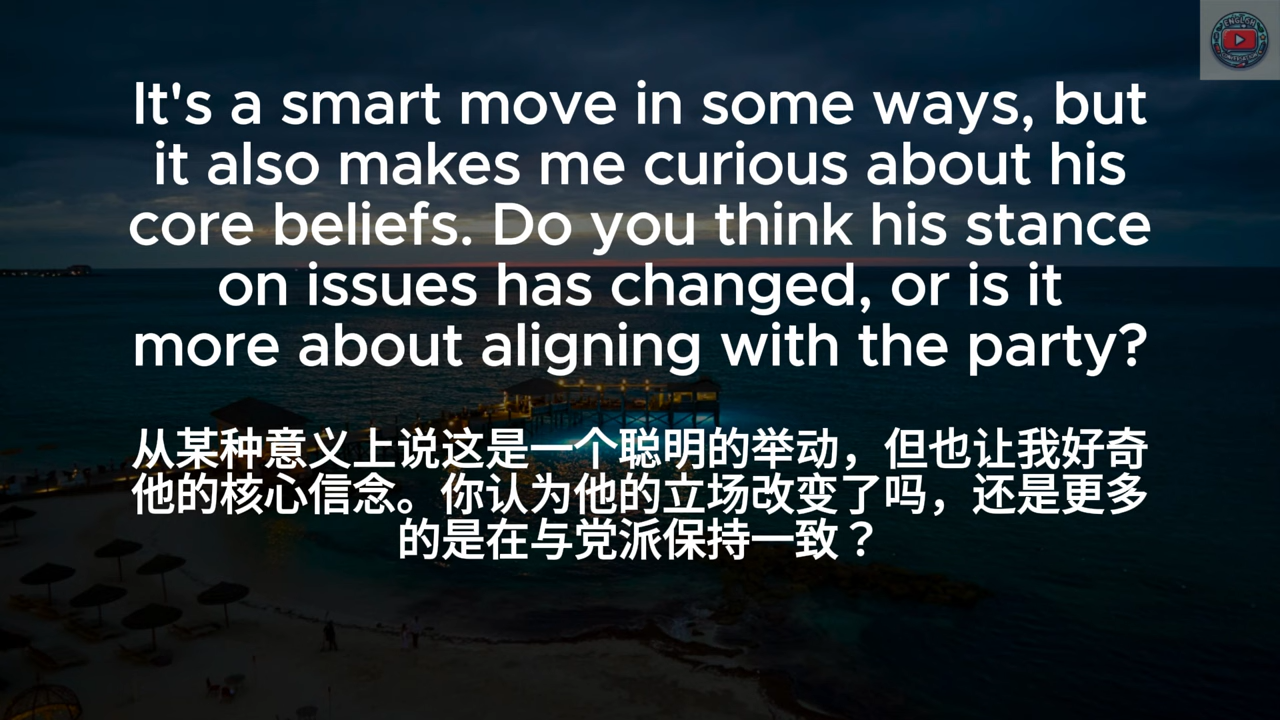 It's a smart move in some ways, but
it also makes me curious about his
core beliefs. Do you think his stance
on issues has changed, or is it
more about aligning with the party?
从某种意义上说这是一个聪明的举动，但也让我好奇
他的核心信念。你认为他的立场改变了吗，还是更多
的是在与党派保持一致？